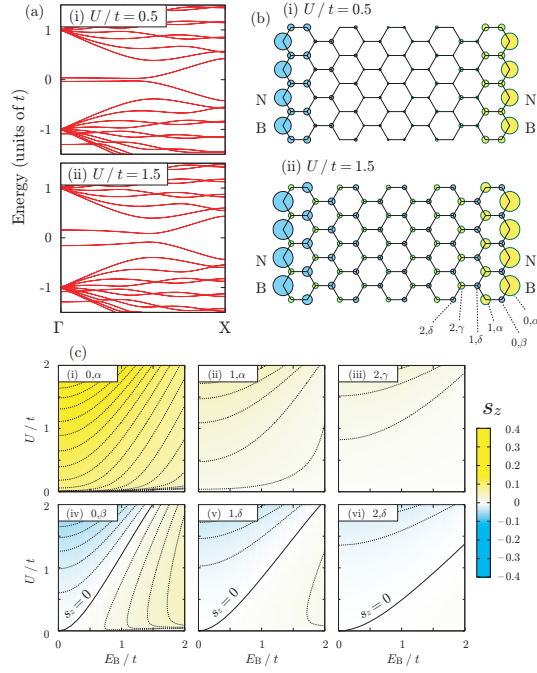 (a)
(i) U / t = 0.5
1
0
-1
(ii) U / t = 1.5
1
0
-1
Energy (units of t)
Γ
X
(b)
(i) U / t = 0.5
N
N
B
B
(ii) U / t = 1.5
N
N
B
B
2,δ
2,γ
1,δ
1,α
0,β
0,α
(c)
(i) 0,α
(ii) 1,α
(iii) 2,γ
2
1
0
U / t
(iv) 0,β
(v) 1,δ
(vi) 2,δ
2
1
0
U / t
s_z=0
s_z=0
s_z=0
0
1
2
0
1
2
0
1
2
E_B / t
E_B / t
E_B / t
s_z
0.4
0.3
0.2
0.1
0
−0.1
−0.2
−0.3
−0.4